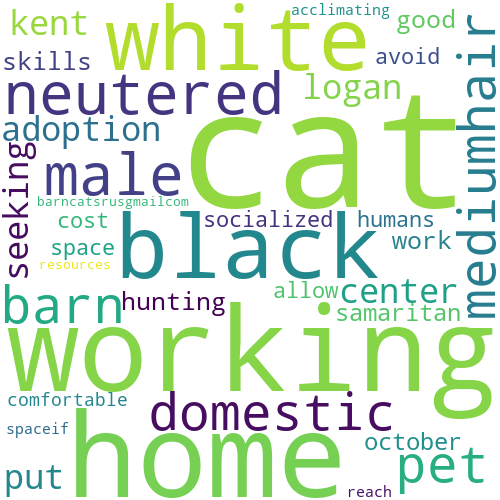 acclimating
kent
white
good
skills
avoid
neutered
logan
mediumhair
adoption
cat
male
seeking
barncatsrusgmailcom
cost
socialized
humans
black
space
work
resources
barn
hunting
allow
center
samaritan
working
comfortable
domestic
home
spaceif
october
put
pet
reach